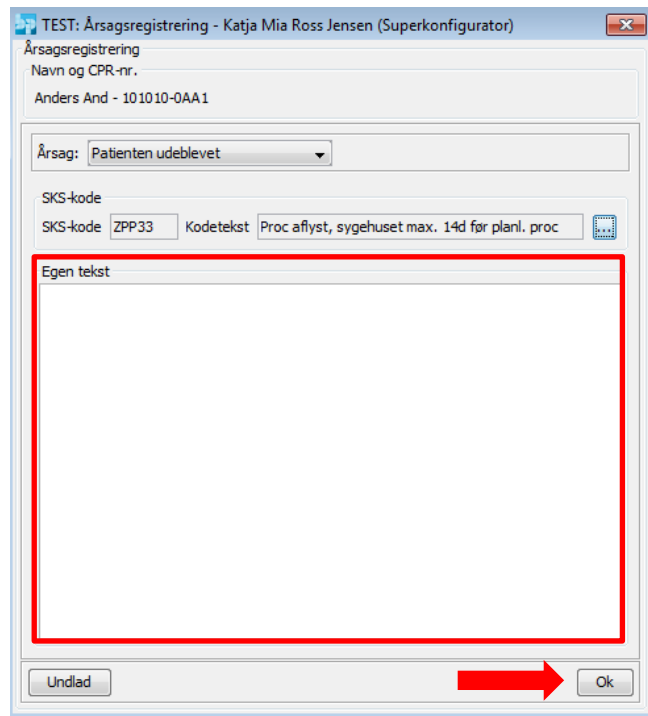 TEST: Årsagsregistrering - Katja Mia Ross Jensen (Superkonfigurator)
Årsagsregistrering
Navn og CPR-nr.
Anders And - 101010-0AA1
Årsag: Patienten udeblevet
SKS-kode
SKS-kode ZPP33 Kodetekst Proc aflyst, sygehuset max. 14d før planl. proc ...
Egen tekst
Undlad Ok